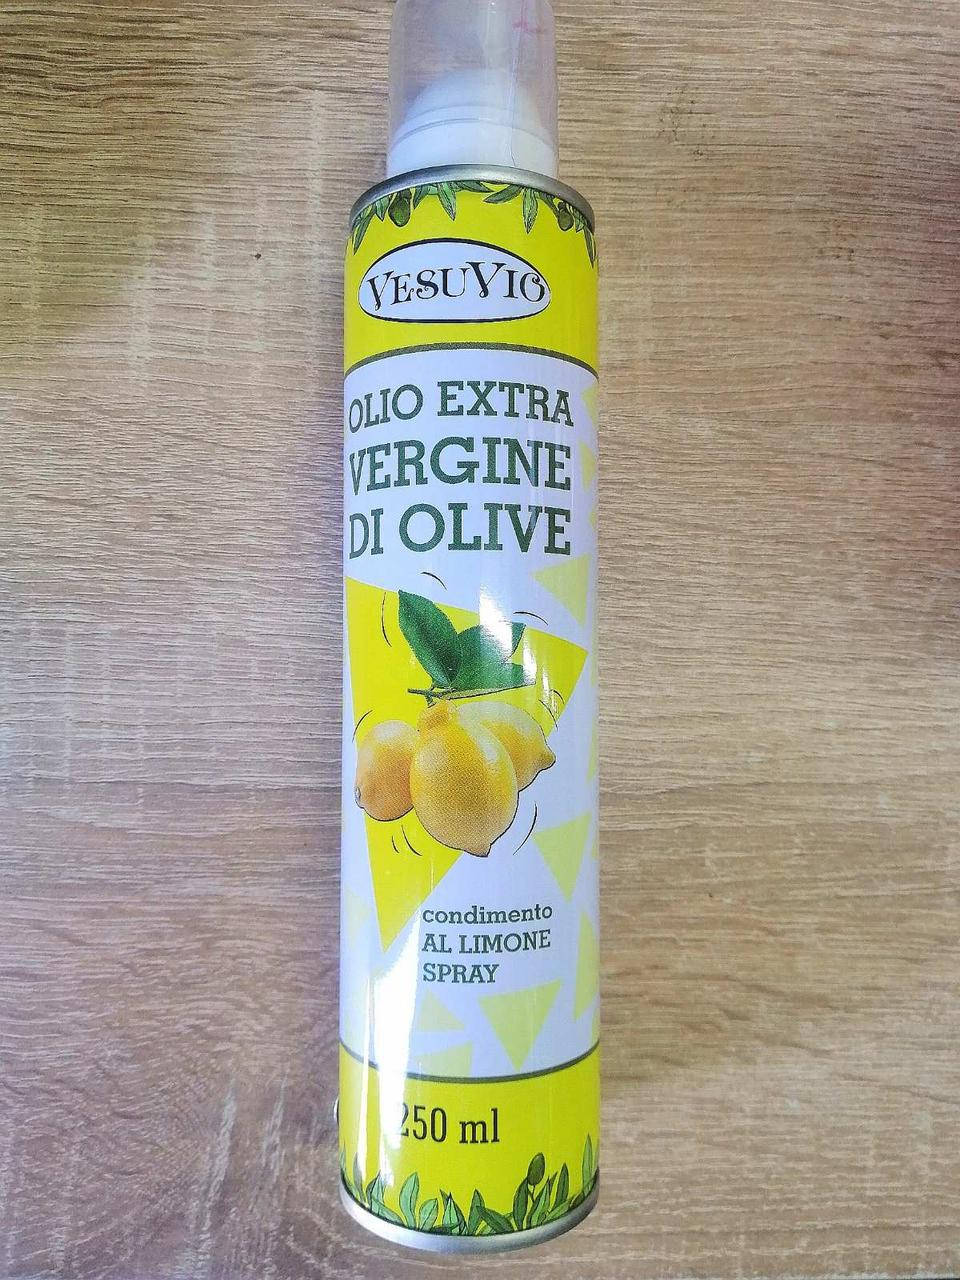 VESUVIO
OLIO EXTRA
VERGINE
DI OLIVE
condimento
AL LIMONE
SPRAY
250 ml